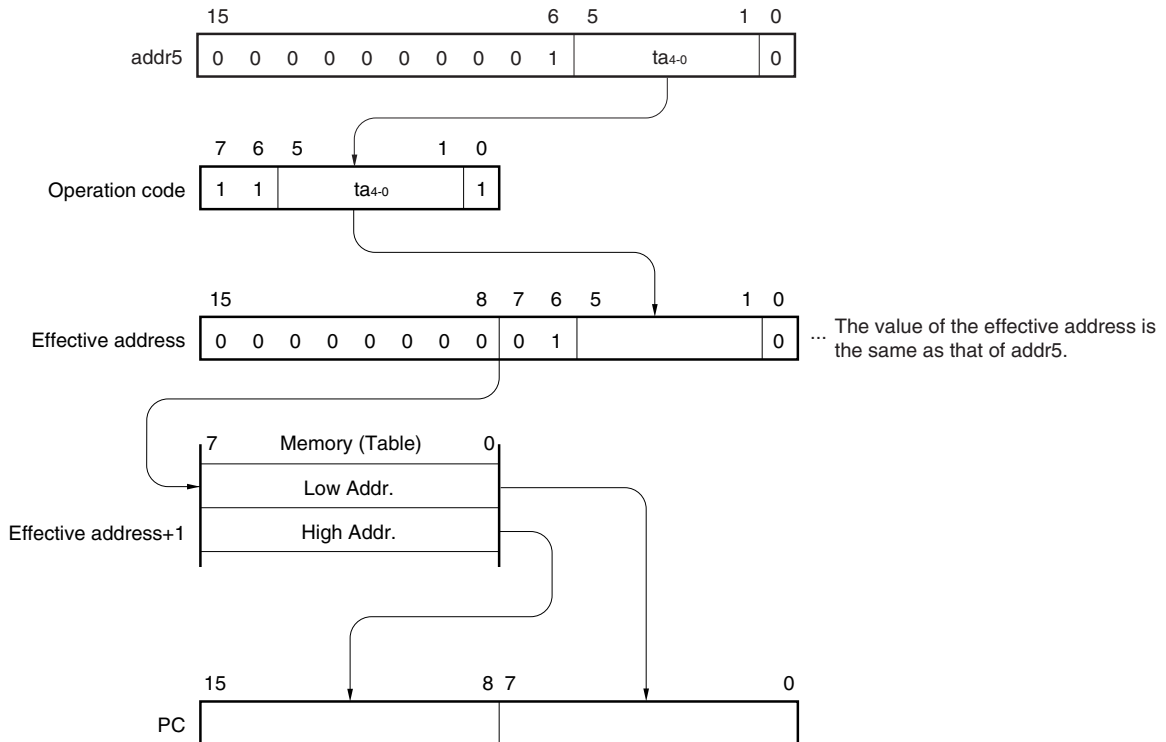 15 6 5 1 0
addr5 0 0 0 0 0 0 0 0 0 1 ta4-0 0
7 6 5 1 0
Operation code 1 1 ta4-0 1
15 8 7 6 5 1 0
Effective address 0 0 0 0 0 0 0 0 0 1 0 ... The value of the effective address is
the same as that of addr5.
7 Memory (Table) 0
Low Addr.
Effective address+1 High Addr.
15 8 7 0
PC